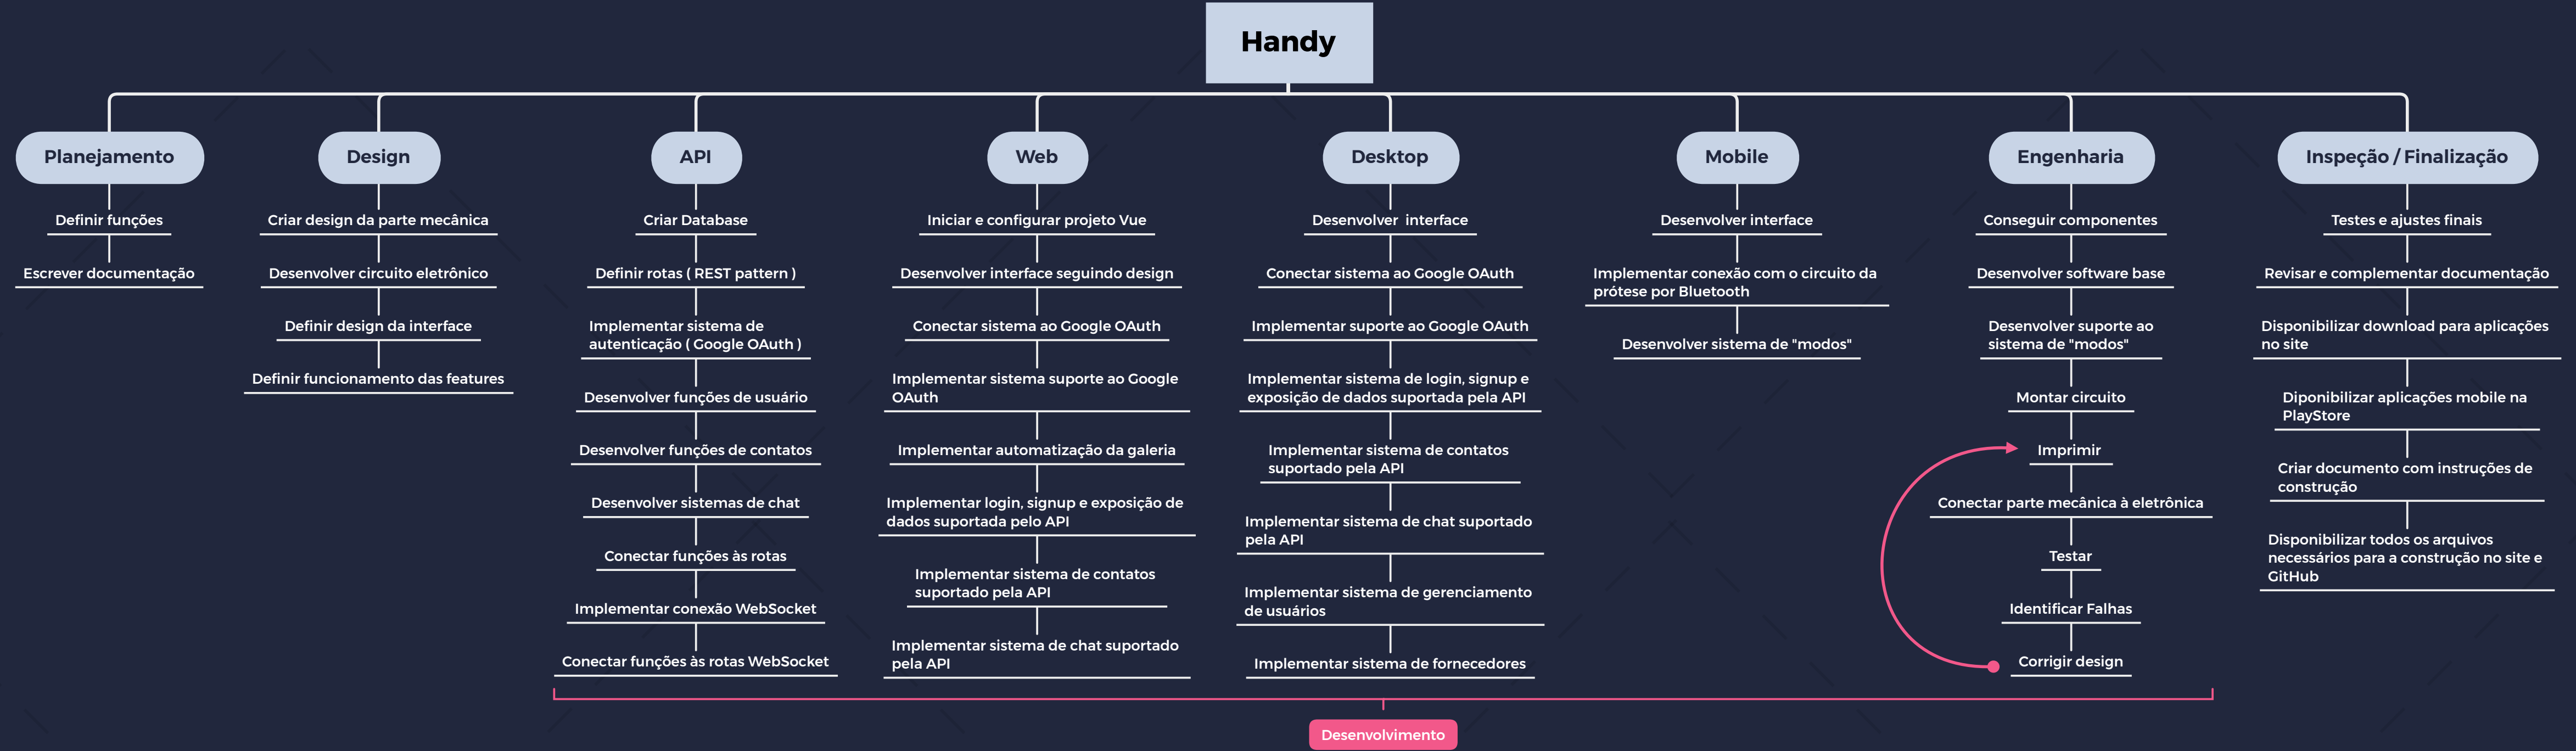 Handy
Planejamento
Definir funções
Escrever documentação
Design
Criar design da parte mecânica
Desenvolver circuito eletrônico
Definir design da interface
Definir funcionamento das features
API
Criar Database
Definir rotas ( REST pattern )
Implementar sistema de
autenticação ( Google OAuth )
Desenvolver funções de usuário
Desenvolver funções de contatos
Desenvolver sistemas de chat
Conectar funções às rotas
Implementar conexão WebSocket
Conectar funções às rotas WebSocket
Web
Iniciar e configurar projeto Vue
Desenvolver interface seguindo design
Conectar sistema ao Google OAuth
Implementar sistema suporte ao Google
OAuth
Implementar automatização da galeria
Implementar login, signup e exposição de
dados suportada pelo API
Implementar sistema de contatos
suportado pela API
Implementar sistema de chat suportado
pela API
Desktop
Desenvolver interface
Conectar sistema ao Google OAuth
Implementar suporte ao Google OAuth
Implementar sistema de login, signup e
exposição de dados suportada pela API
Implementar sistema de contatos
suportado pela API
Implementar sistema de chat suportado
pela API
Implementar sistema de gerenciamento
de usuários
Implementar sistema de fornecedores
Mobile
Desenvolver interface
Implementar conexão com o circuito da
prótese por Bluetooth
Desenvolver sistema de "modos"
Engenharia
Conseguir componentes
Desenvolver software base
Desenvolver suporte ao
sistema de "modos"
Montar circuito
Imprimir
Conectar parte mecânica à eletrônica
Testar
Identificar Falhas
Corrigir design
Inspeção / Finalização
Testes e ajustes finais
Revisar e complementar documentação
Disponibilizar download para aplicações
no site
Diponibilizar aplicações mobile na
PlayStore
Criar documento com instruções de
construção
Disponibilizar todos os arquivos
necessários para a construção no site e
GitHub
Desenvolvimento